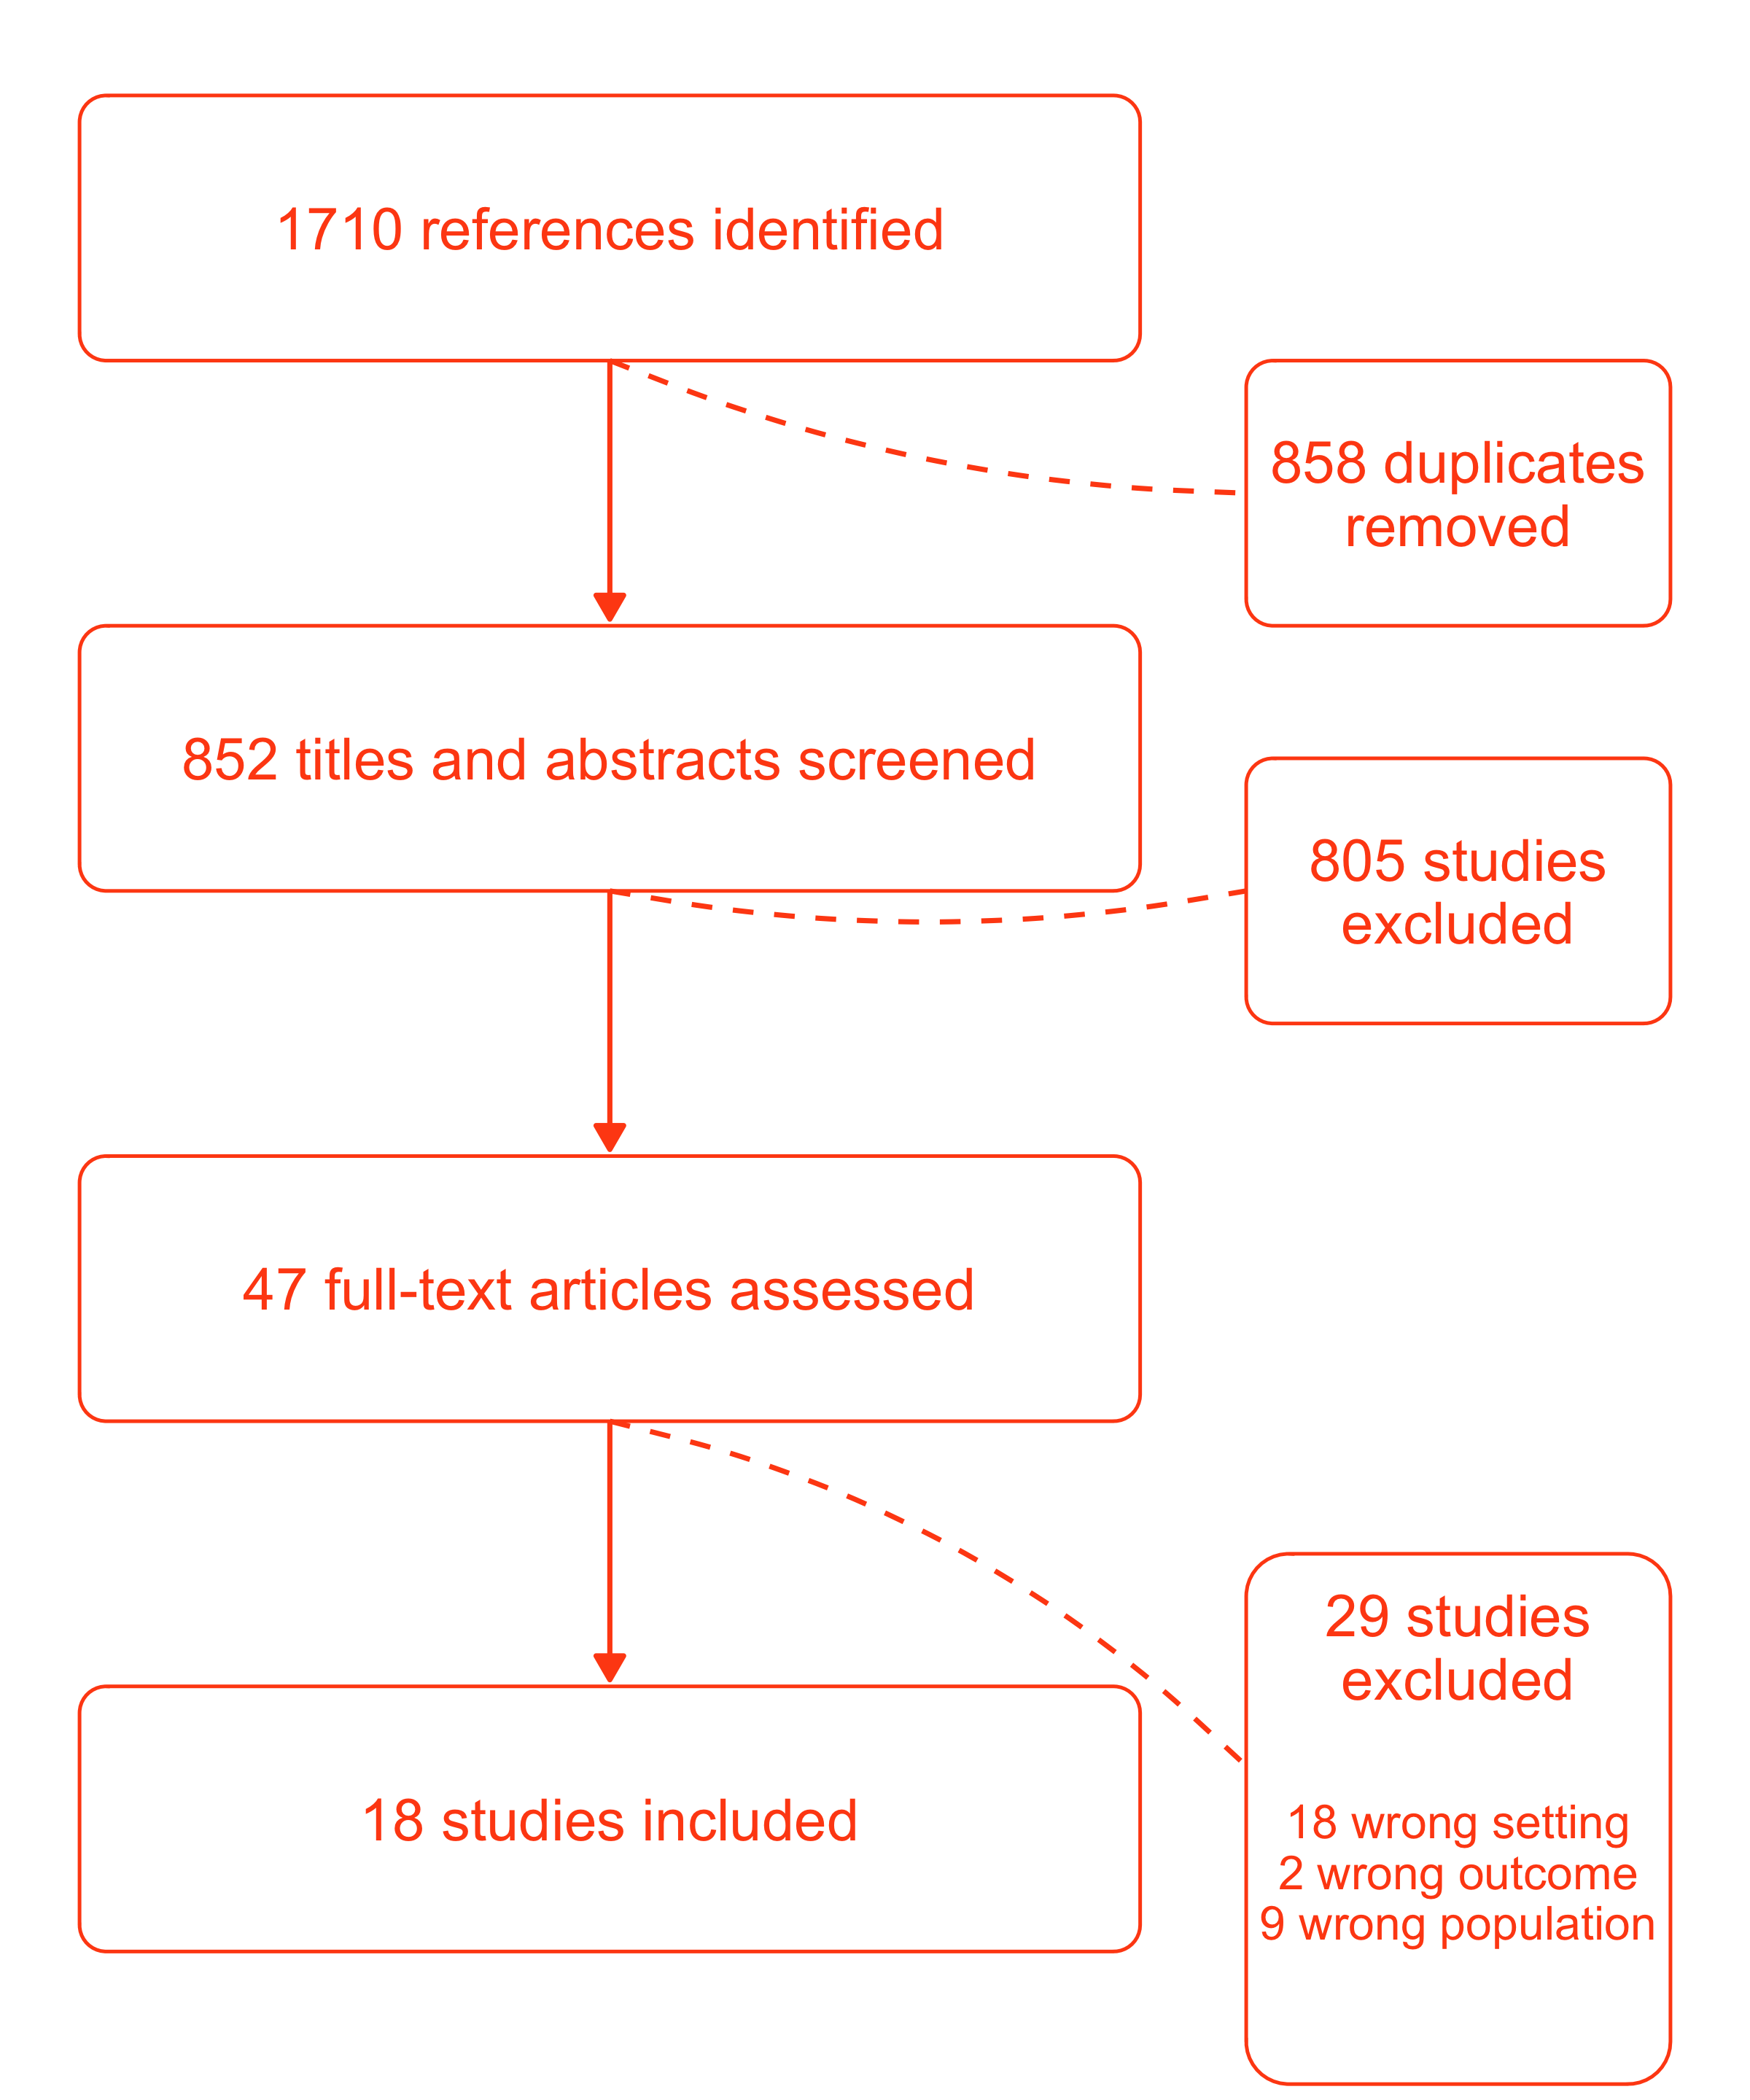 1710 references identified
858 duplicates
removed
852 titles and abstracts screened
805 studies
excluded
47 full-text articles assessed
29 studies
excluded
18 wrong setting
2 wrong outcome
9 wrong population
18 studies included